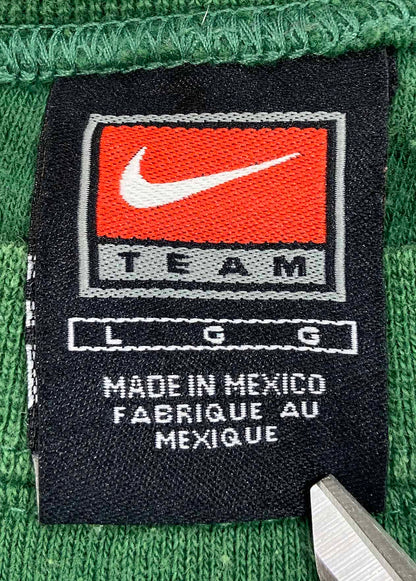 TEAM
L G G
MADE IN MEXICO
FABRIQUE AU
MEXIQUE